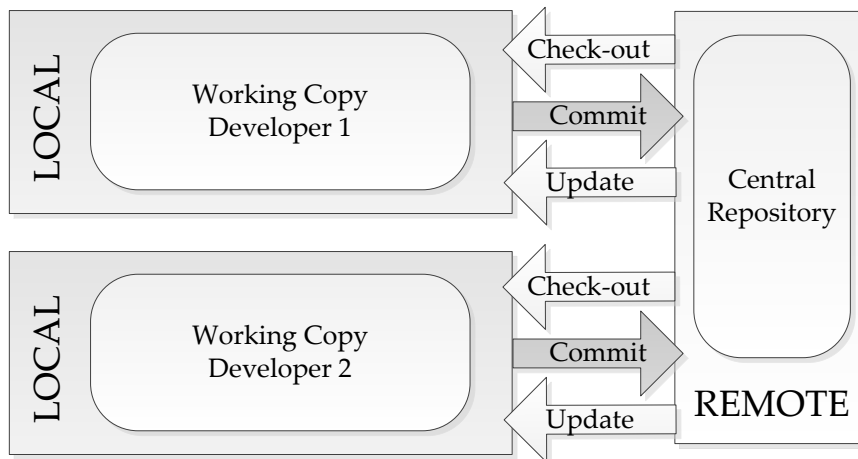 LOCAL
Working Copy
Developer 1
Check-out
Commit
Update
LOCAL
Working Copy
Developer 2
Check-out
Commit
Update
Central
Repository
REMOTE